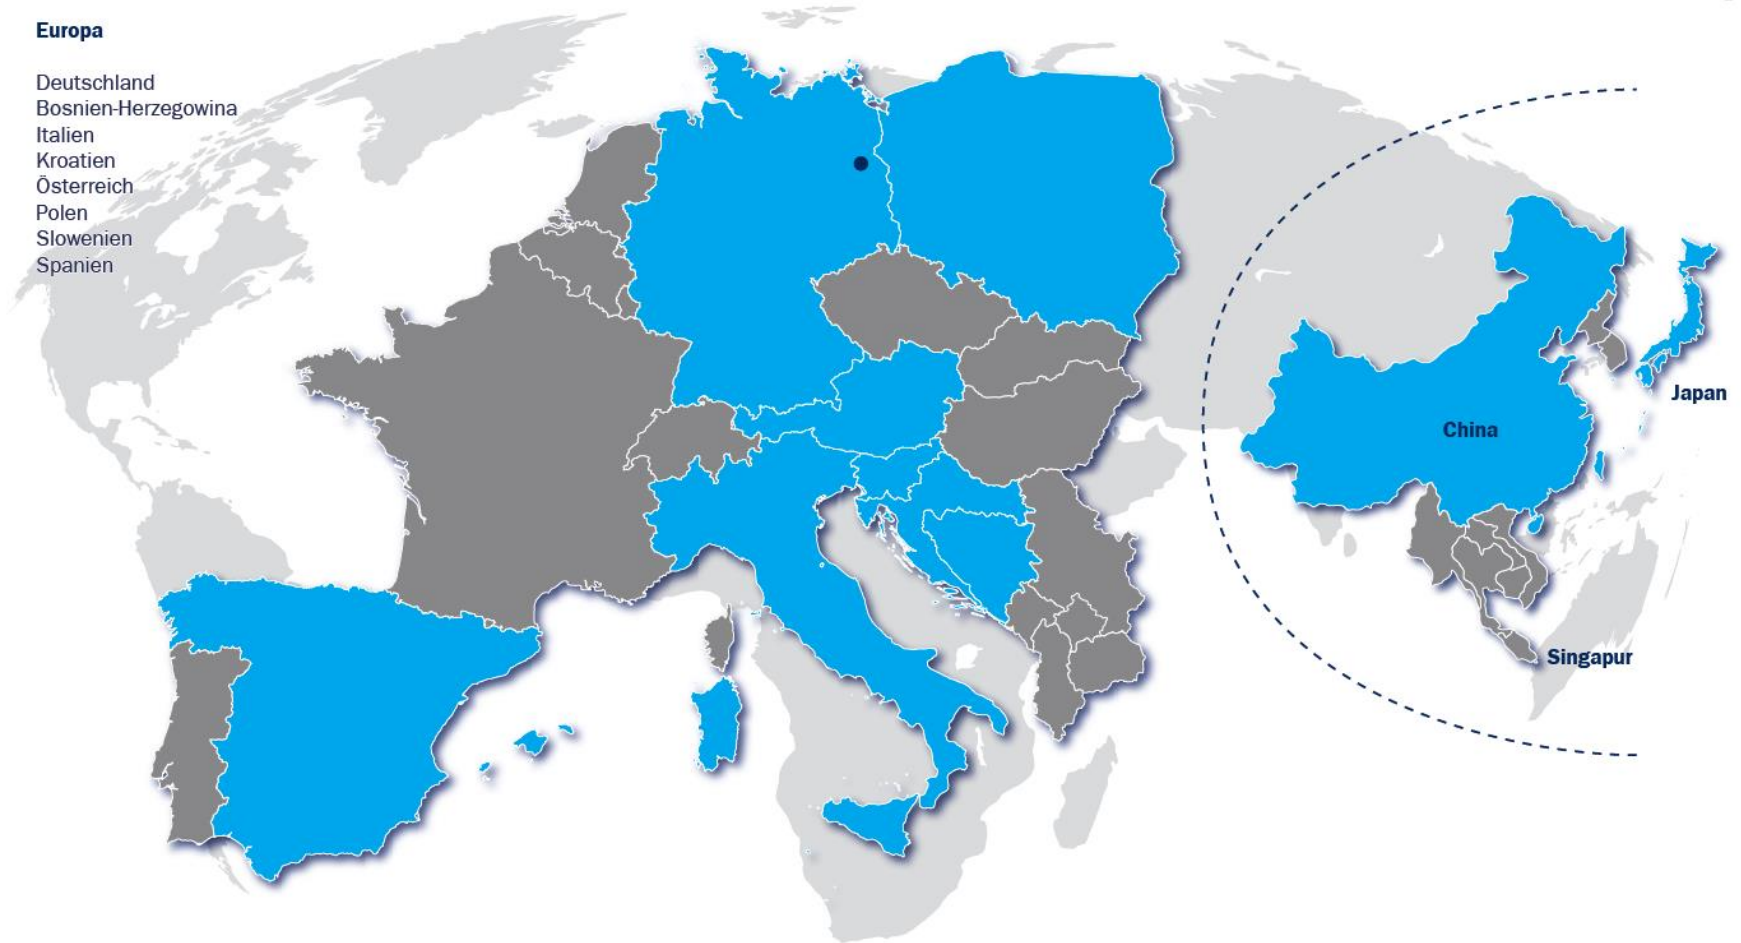 Europa
Deutschland
Bosnien-Herzegowina
Italien
Kroatien
Österreich
Polen
Slowenien
Spanien
Japan
China
Singapur